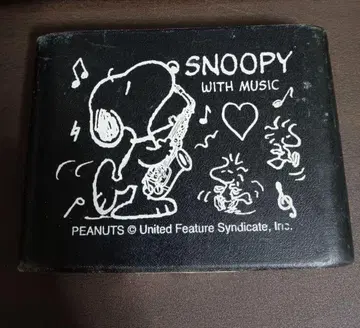 SNOOPY
WITH MUSIC
PEANUTS © United Feature Syndicate, Inc.